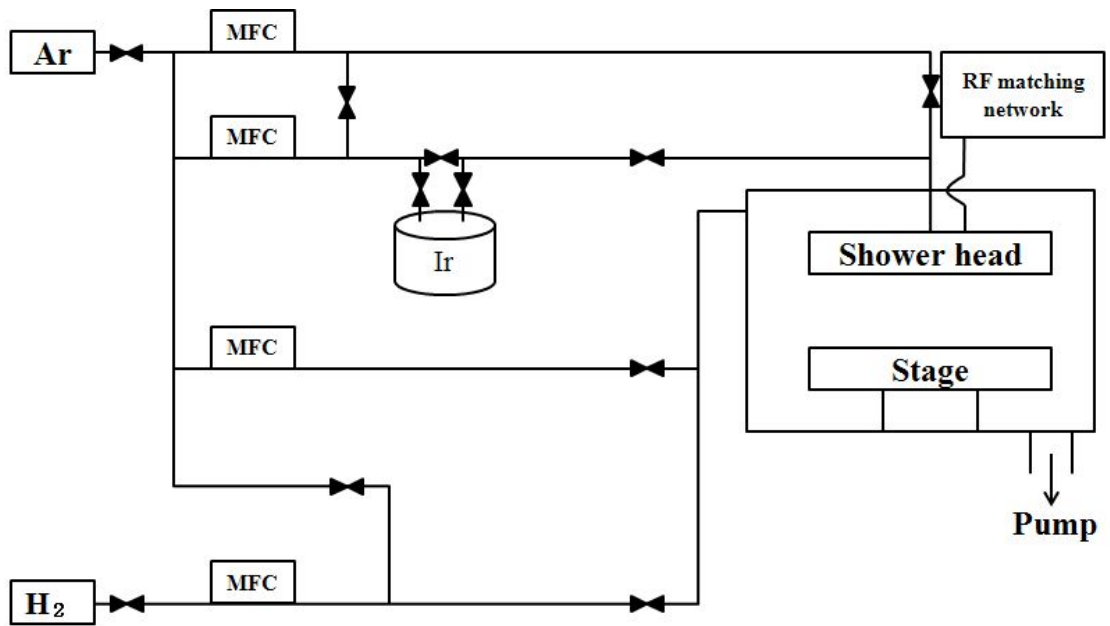 MFC
Ar
RF matching
network
MFC
Ir
Shower head
MFC
Stage
Pump
MFC
H₂